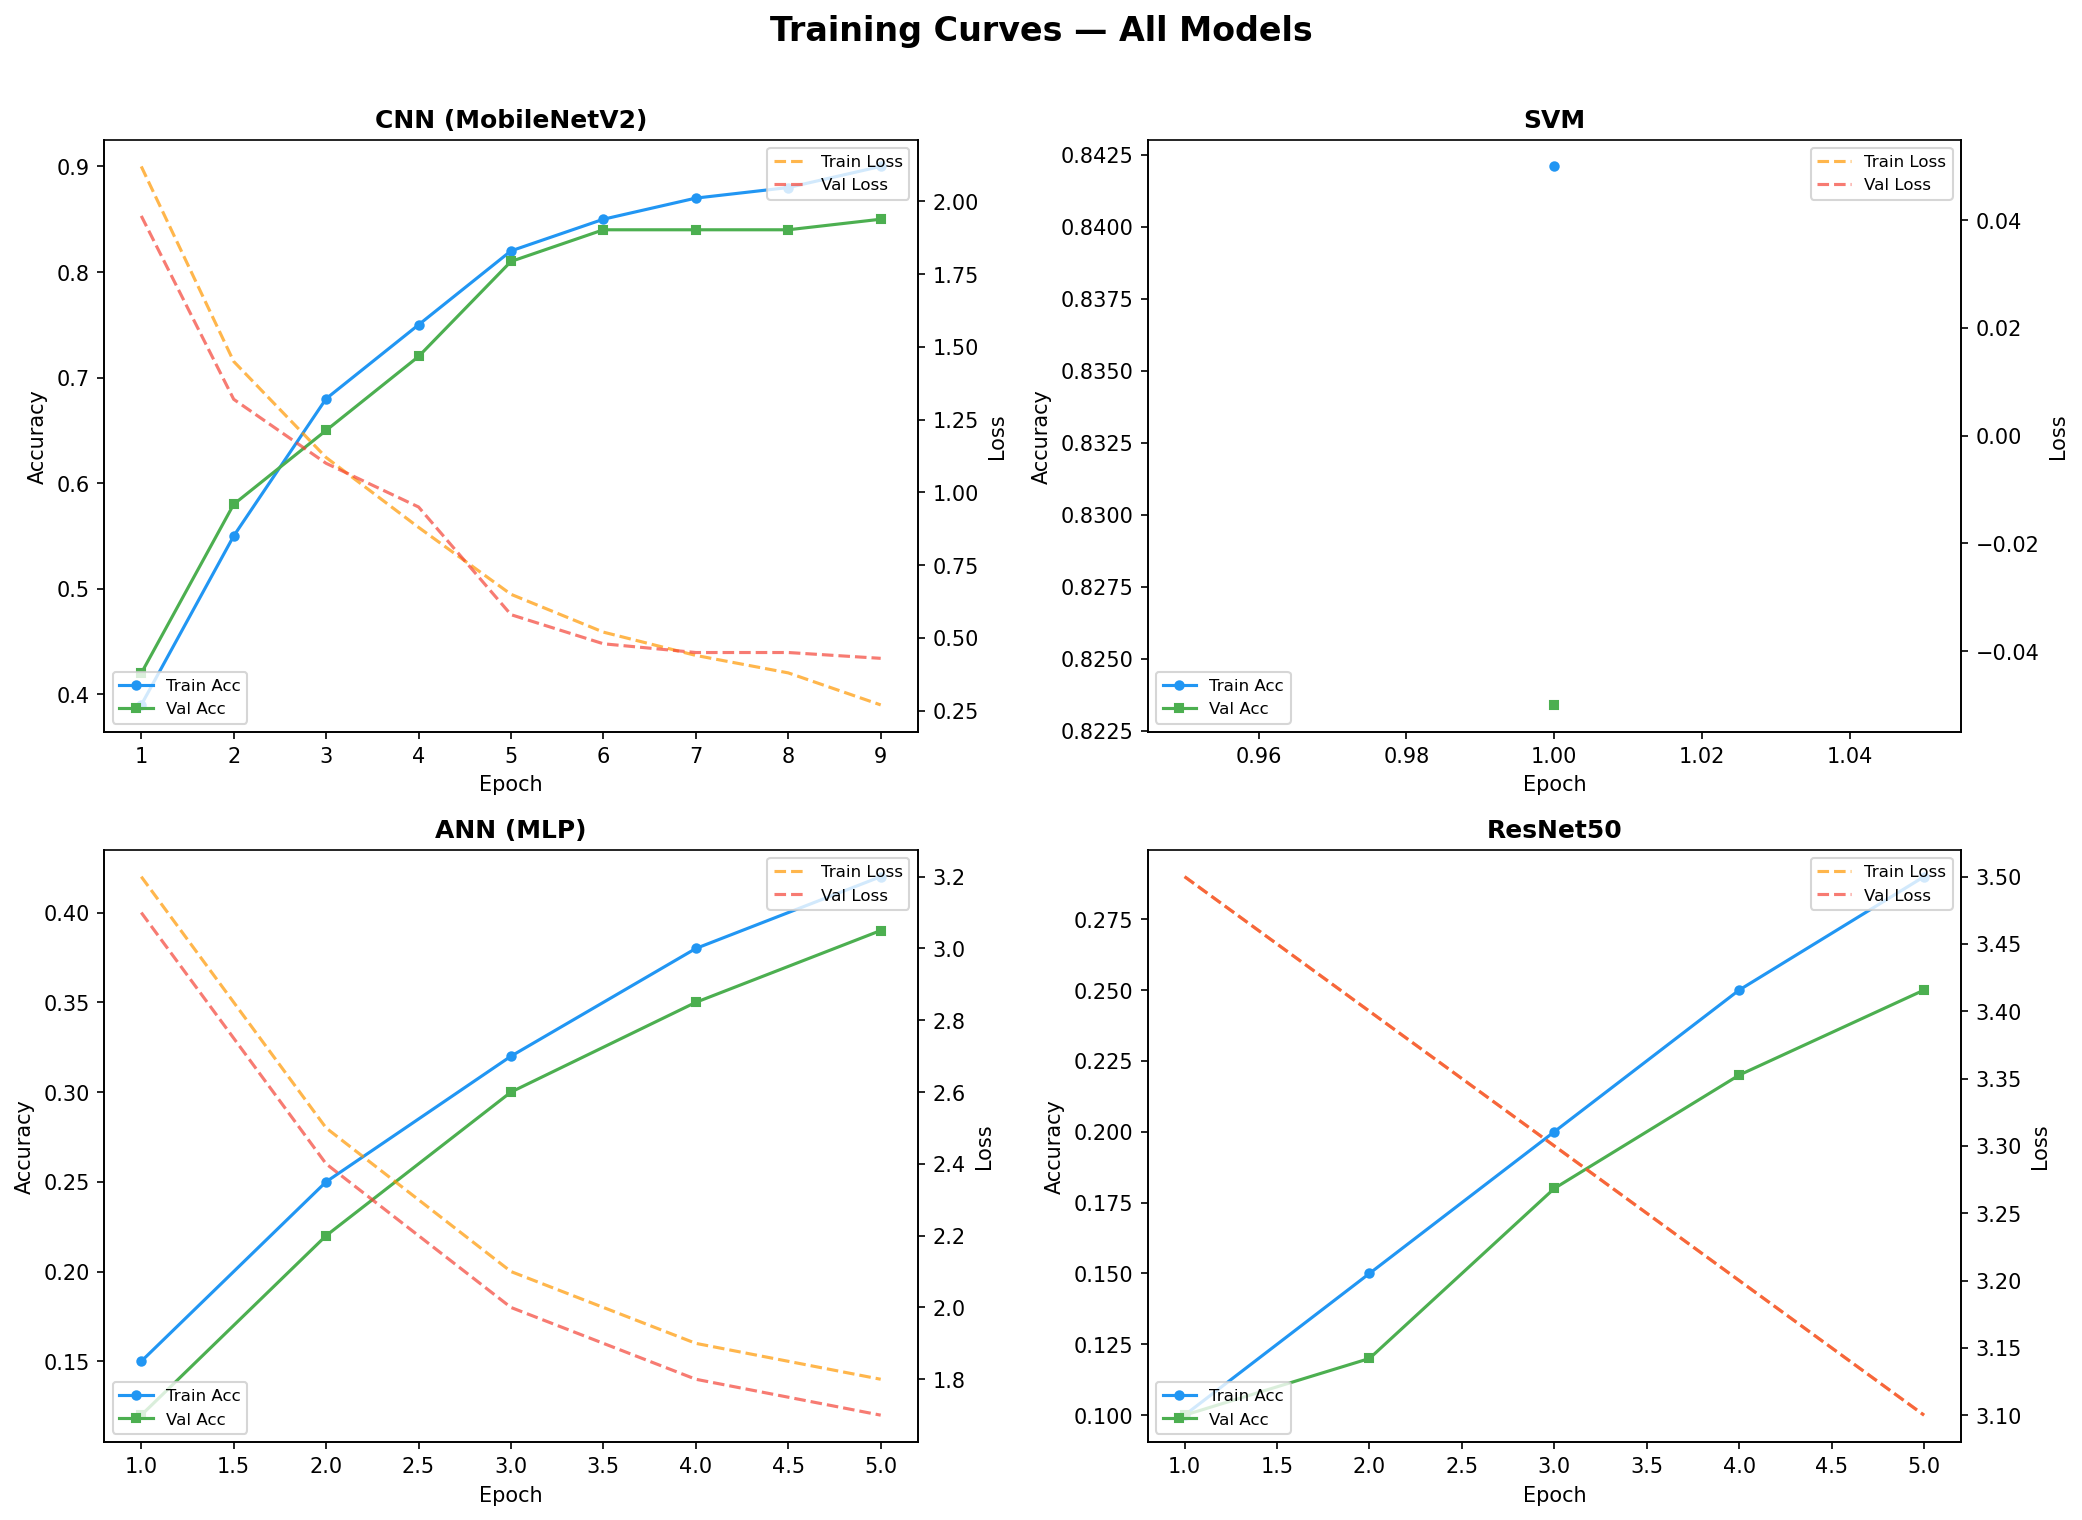 Training Curves — All Models
CNN (MobileNetV2)
Accuracy
0.9
0.8
0.7
0.6
0.5
0.4
Train Loss
Val Loss
Train Acc
Val Acc
2.00
1.75
1.50
1.25
1.00
0.75
0.50
0.25
Loss
1 2 3 4 5 6 7 8 9
Epoch
SVM
Accuracy
0.8425
0.8400
0.8375
0.8350
0.8325
0.8300
0.8275
0.8250
0.8225
Train Loss
Val Loss
Train Acc
Val Acc
0.04
0.02
0.00
−0.02
−0.04
Loss
0.96 0.98 1.00 1.02 1.04
Epoch
ANN (MLP)
Accuracy
0.40
0.35
0.30
0.25
0.20
0.15
Train Loss
Val Loss
Train Acc
Val Acc
3.2
3.0
2.8
2.6
2.4
2.2
2.0
1.8
Loss
1.0 1.5 2.0 2.5 3.0 3.5 4.0 4.5 5.0
Epoch
ResNet50
Accuracy
0.275
0.250
0.225
0.200
0.175
0.150
0.125
0.100
Train Loss
Val Loss
Train Acc
Val Acc
3.50
3.45
3.40
3.35
3.30
3.25
3.20
3.15
3.10
Loss
1.0 1.5 2.0 2.5 3.0 3.5 4.0 4.5 5.0
Epoch